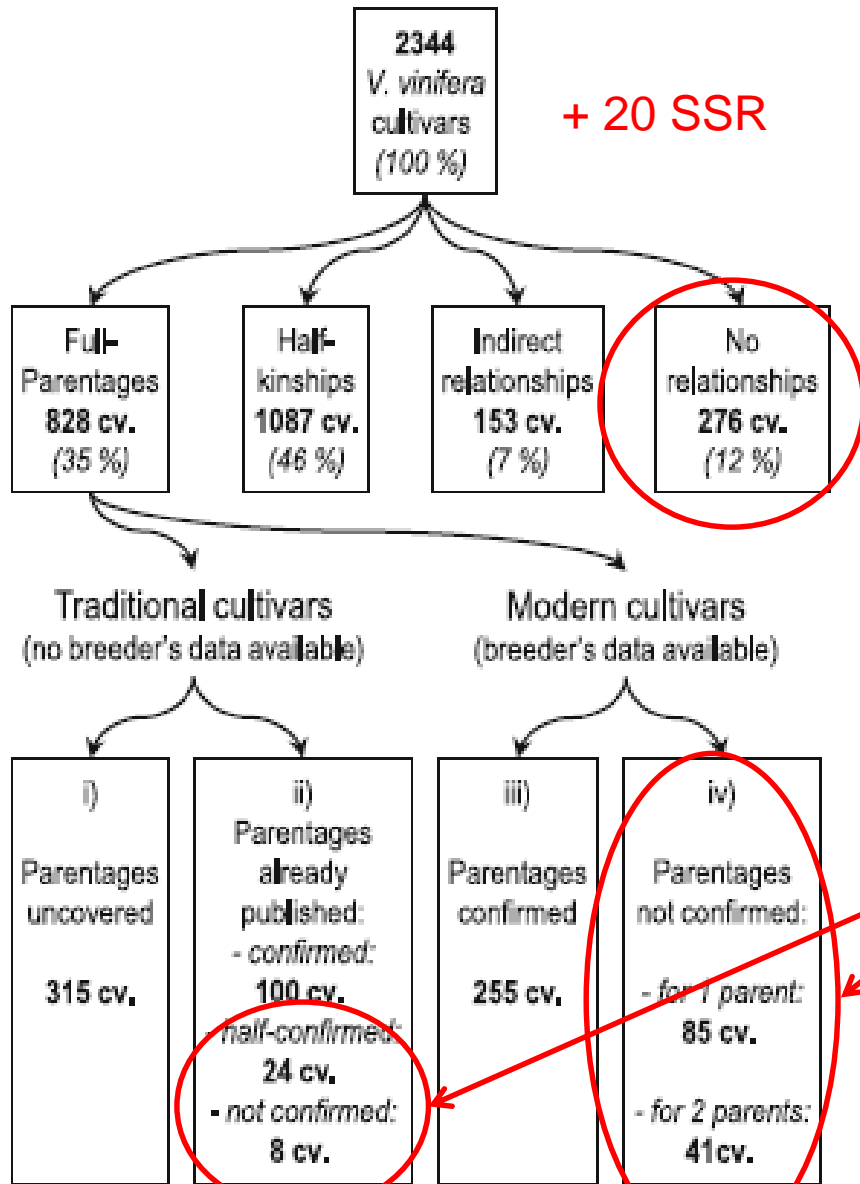 2344
V. vinifera
cultivars
(100 %)
+ 20 SSR
Full-
Parentages
828 cv.
(35 %)
Half-
kinships
1087 cv.
(46 %)
Indirect
relationships
153 cv.
(7 %)
No
relationships
276 cv.
(12 %)
Traditional cultivars
(no breeder's data available)
Modern cultivars
(breeder's data available)
i)
Parentages
uncovered
315 cv.
ii)
Parentages
already
published:
- confirmed:
100 cv.
- half-confirmed:
24 cv.
- not confirmed:
8 cv.
iii)
Parentages
confirmed
255 cv.
iv)
Parentages
not confirmed:
- for 1 parent:
85 cv.
- for 2 parents:
41cv.